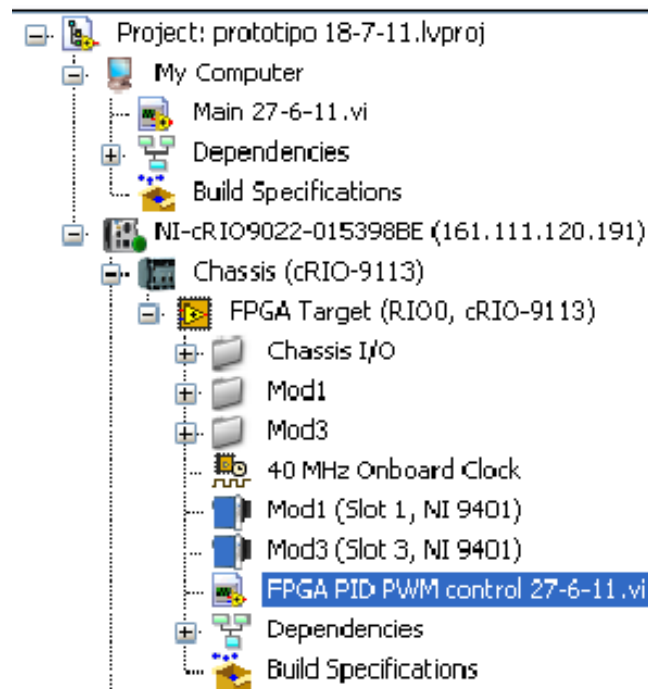 Project: prototipo 18-7-11.lvproj
My Computer
Main 27-6-11.vi
Dependencies
Build Specifications
NI-cRIO9022-015398BE (161.111.120.191)
Chassis (cRIO-9113)
FPGA Target (RIO0, cRIO-9113)
Chassis I/O
Mod1
Mod3
40 MHz Onboard Clock
Mod1 (Slot 1, NI 9401)
Mod3 (Slot 3, NI 9401)
FPGA PID PWM control 27-6-11.vi
Dependencies
Build Specifications